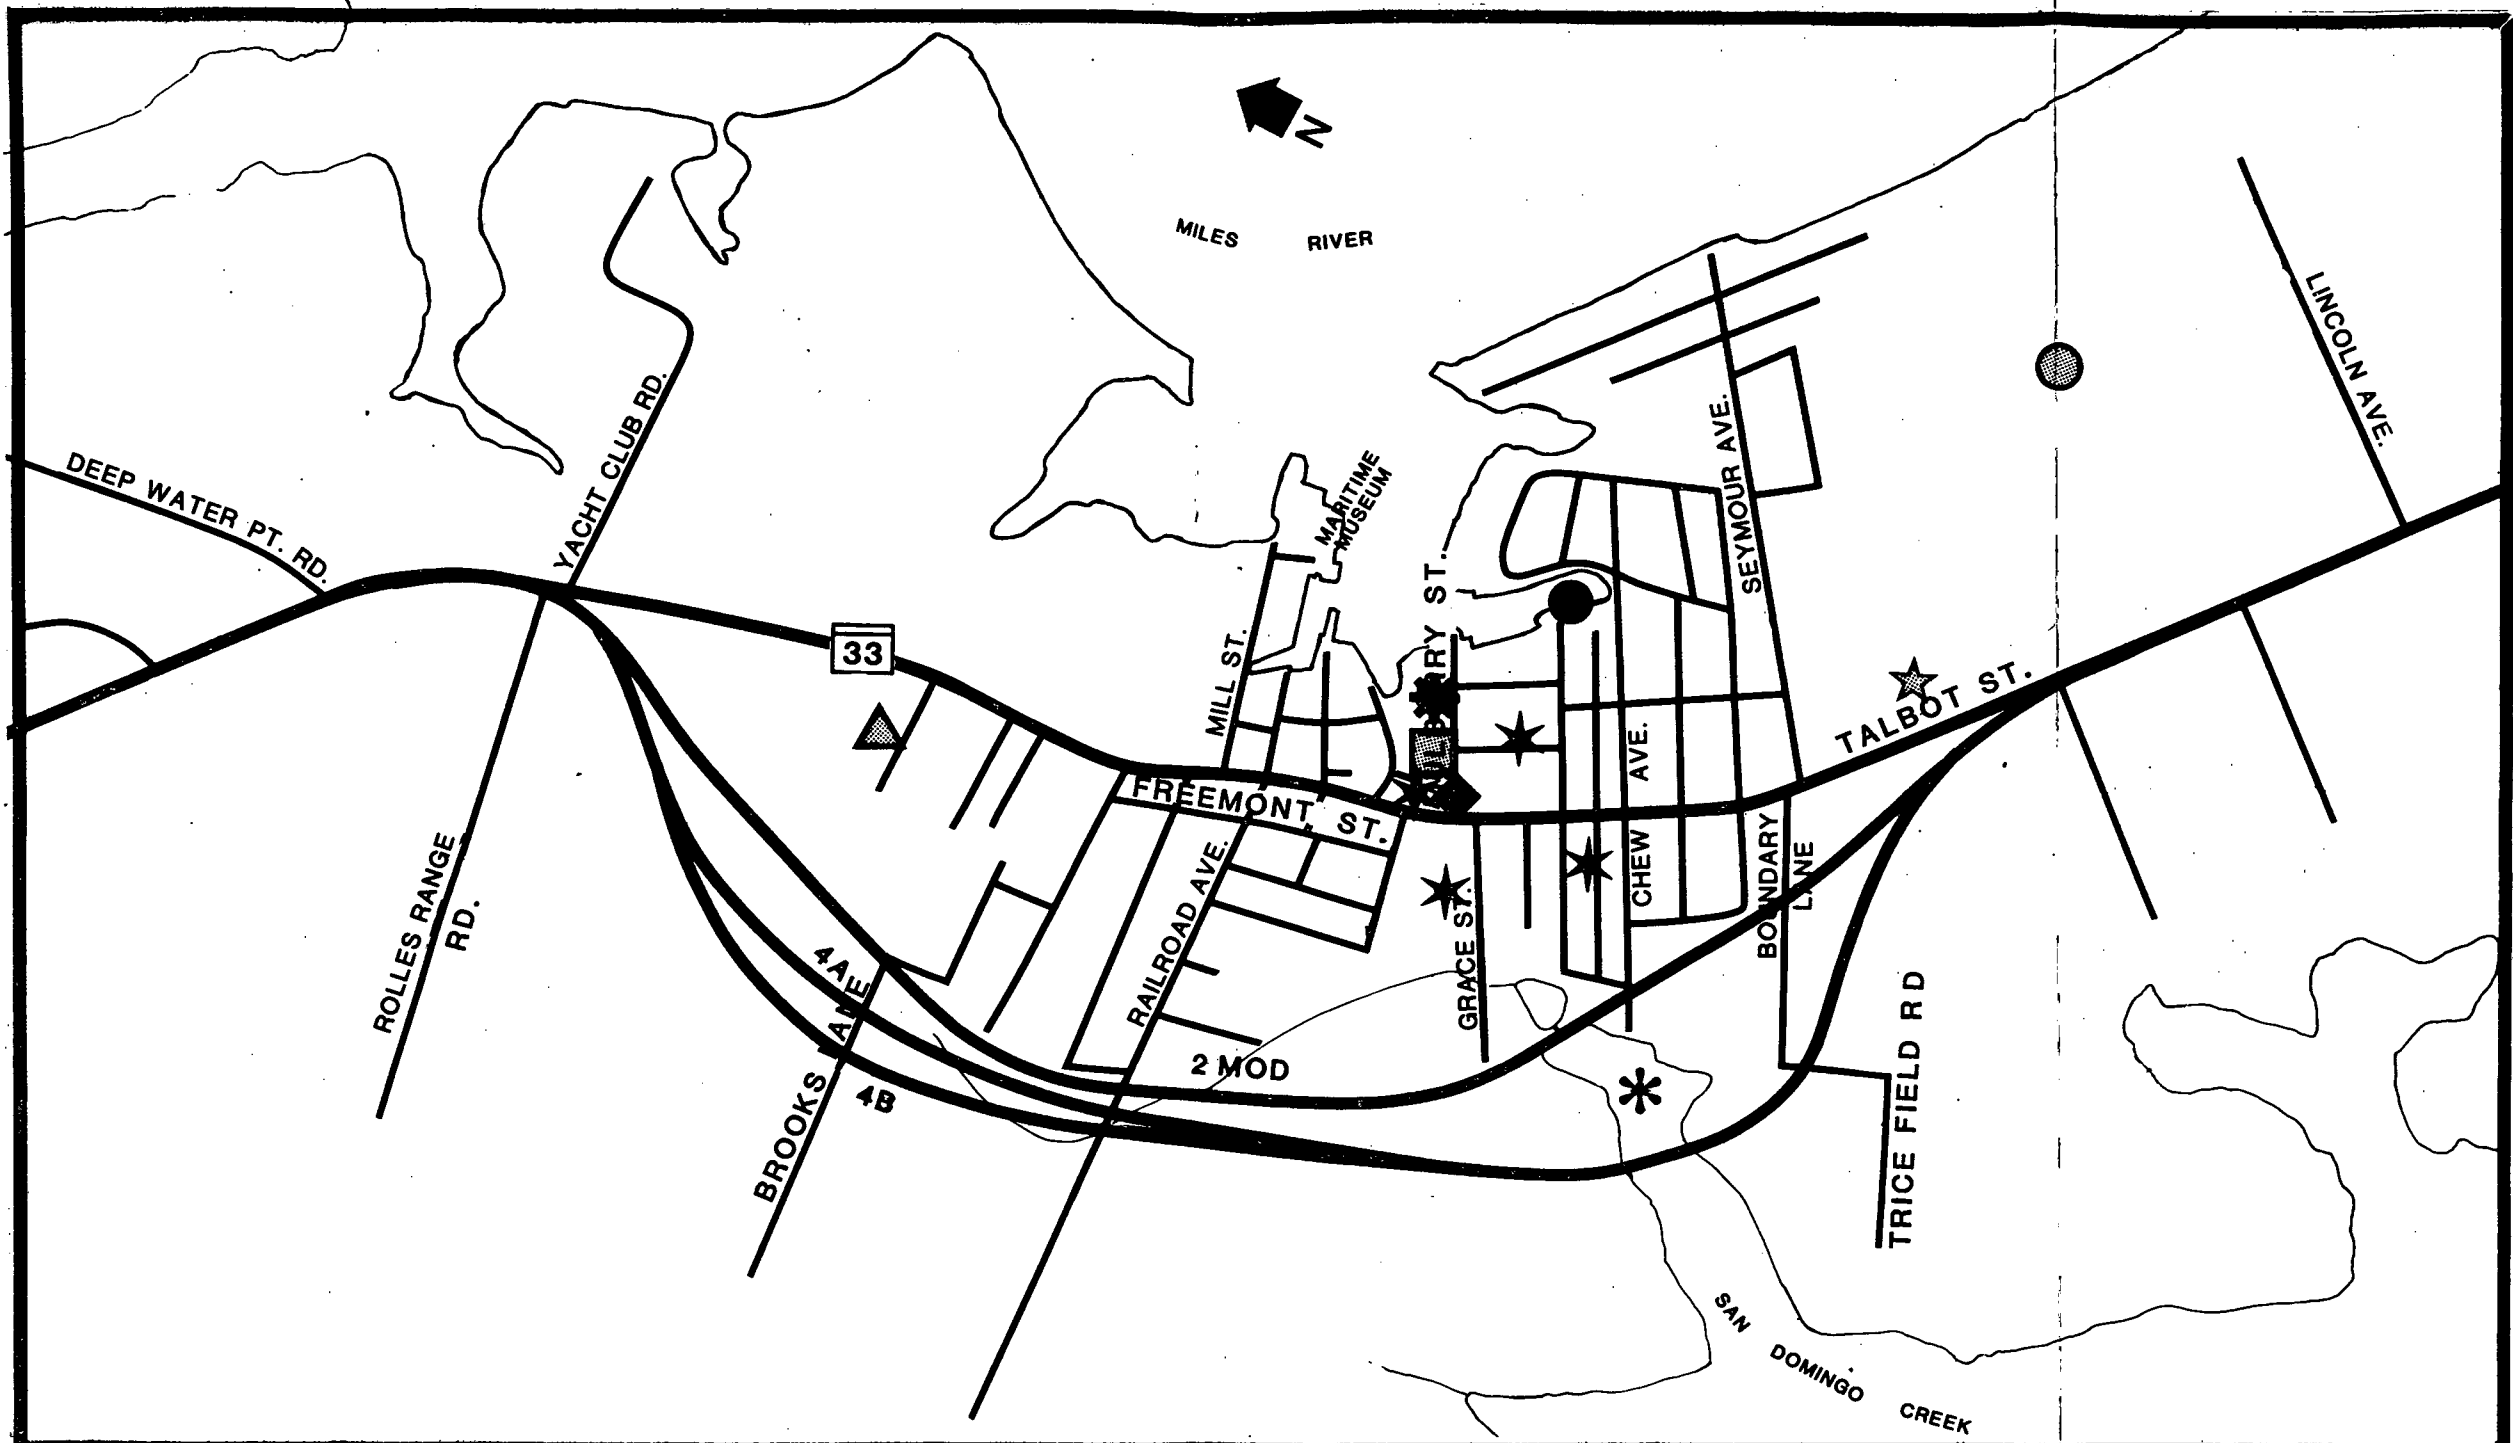 N
MILES RIVER
LINCOLN AVE.
DEEP WATER PT. RD.
YACHT CLUB RD.
MARITIME
MUSEUM
SEYMOUR AVE.
33
MILL ST.
ST.
TALBOT ST.
FREEMONT ST.
CHEW AVE.
BOUNDARY
LANE
ROLLES RANGE
RD.
RAILROAD AVE.
GRACE ST.
4A
2 MOD
4B
BROOKS LANE
TRICE FIELD RD
SAN DOMINGO CREEK